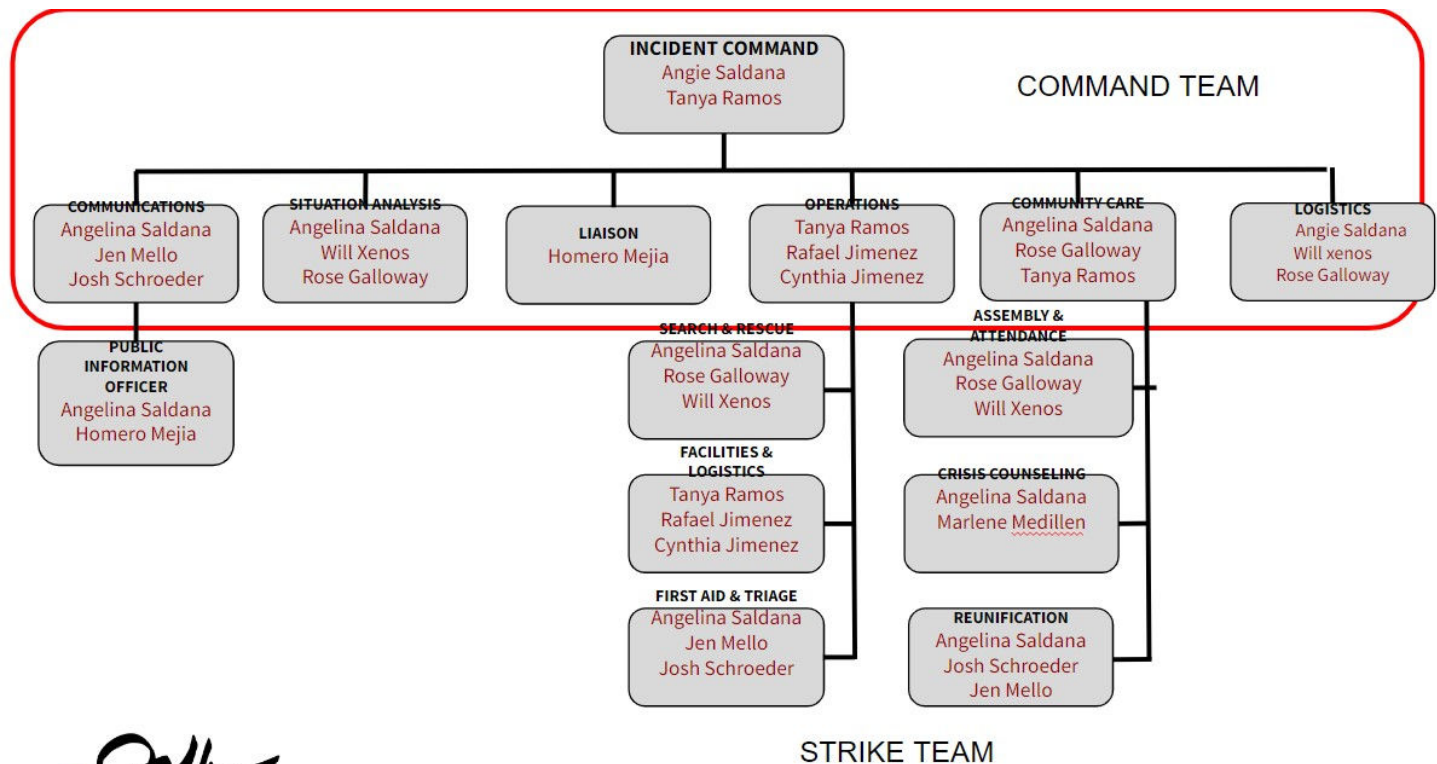 INCIDENT COMMAND
Angie Saldana
Tanya Ramos
COMMAND TEAM
COMMUNICATIONS
Angelina Saldana
Jen Mello
Josh Schroeder
SITUATION ANALYSIS
Angelina Saldana
Will Xenos
Rose Galloway
LIAISON
Homero Mejia
OPERATIONS
Tanya Ramos
Rafael Jimenez
Cynthia Jimenez
COMMUNITY CARE
Angelina Saldana
Rose Galloway
Tanya Ramos
LOGISTICS
Angie Saldana
Will xenos
Rose Galloway
PUBLIC
INFORMATION
OFFICER
Angelina Saldana
Homero Mejia
SEARCH & RESCUE
Angelina Saldana
Rose Galloway
Will Xenos
FACILITIES &
LOGISTICS
Tanya Ramos
Rafael Jimenez
Cynthia Jimenez
FIRST AID & TRIAGE
Angelina Saldana
Jen Mello
Josh Schroeder
ASSEMBLY &
ATTENDANCE
Angelina Saldana
Rose Galloway
Will Xenos
CRISIS COUNSELING
Angelina Saldana
Marlene Medillen
REUNIFICATION
Angelina Saldana
Josh Schroeder
Jen Mello
STRIKE TEAM